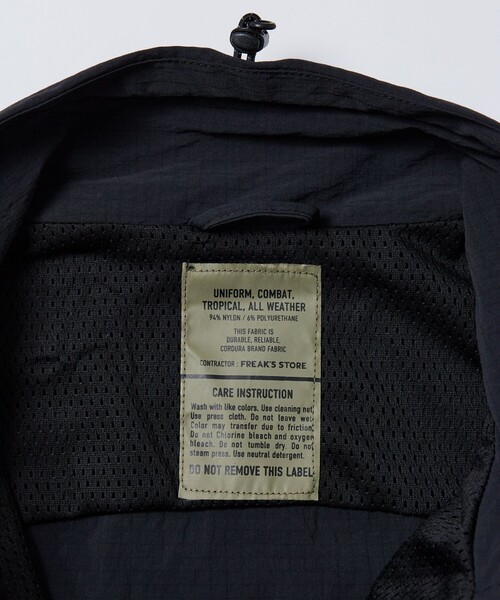 UNIFORM, COMBAT,
TROPICAL, ALL WEATHER
94% NYLON / 6% POLYURETHANE
THIS FABRIC IS
DURABLE, RELIABLE,
CORDURA BRAND FABRIC
CONTRACTOR : FREAK'S STORE
CARE INSTRUCTION
Wash with like colors. Use cleaning net,
Use press cloth. Do not leave wet.
Color may transfer due to friction.
Do not Chlorine bleach and oxygen
bleach. Do not tumble dry. Do not
steam press. Use neutral detergent.
DO NOT REMOVE THIS LABEL